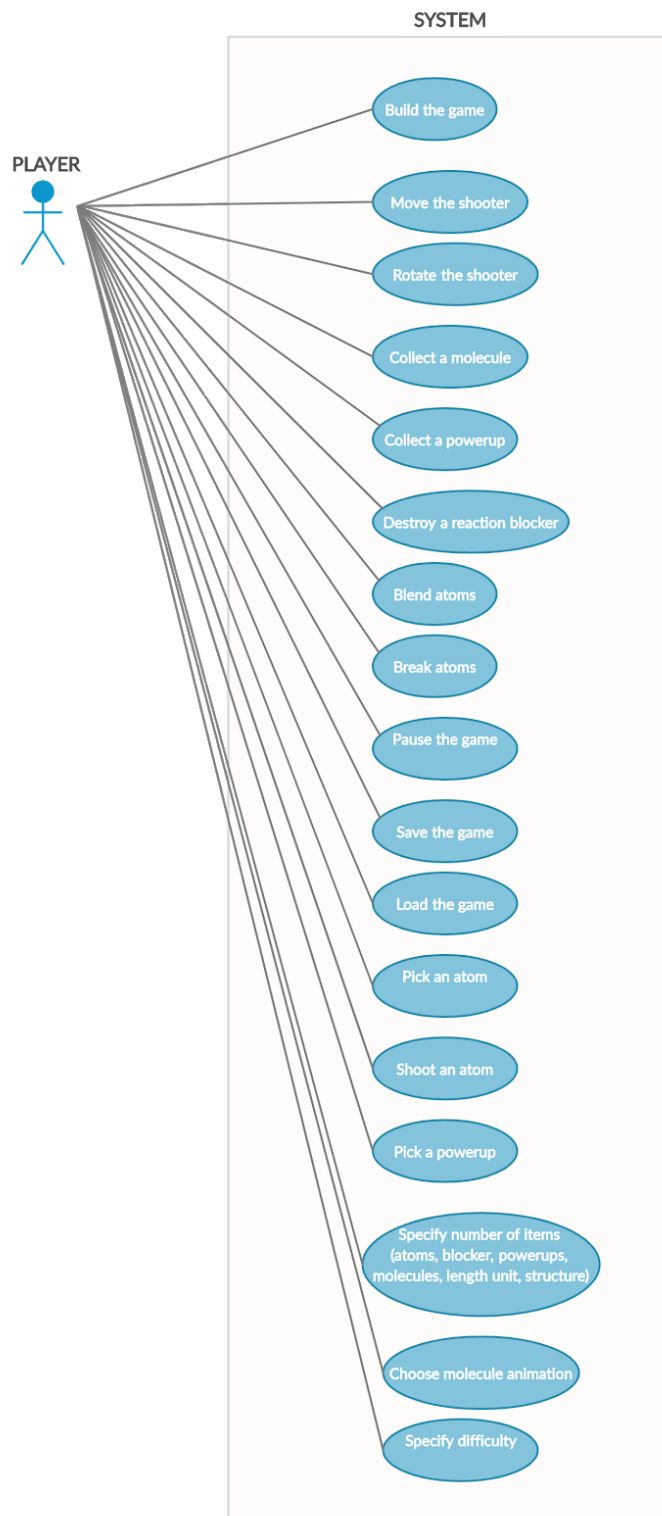 SYSTEM
PLAYER
Build the game
Move the shooter
Rotate the shooter
Collect a molecule
Collect a powerup
Destroy a reaction blocker
Blend atoms
Break atoms
Pause the game
Save the game
Load the game
Pick an atom
Shoot an atom
Pick a powerup
Specify number of items
(atoms, blocker, powerups,
molecules, length unit, structure)
Choose molecule animation
Specify difficulty